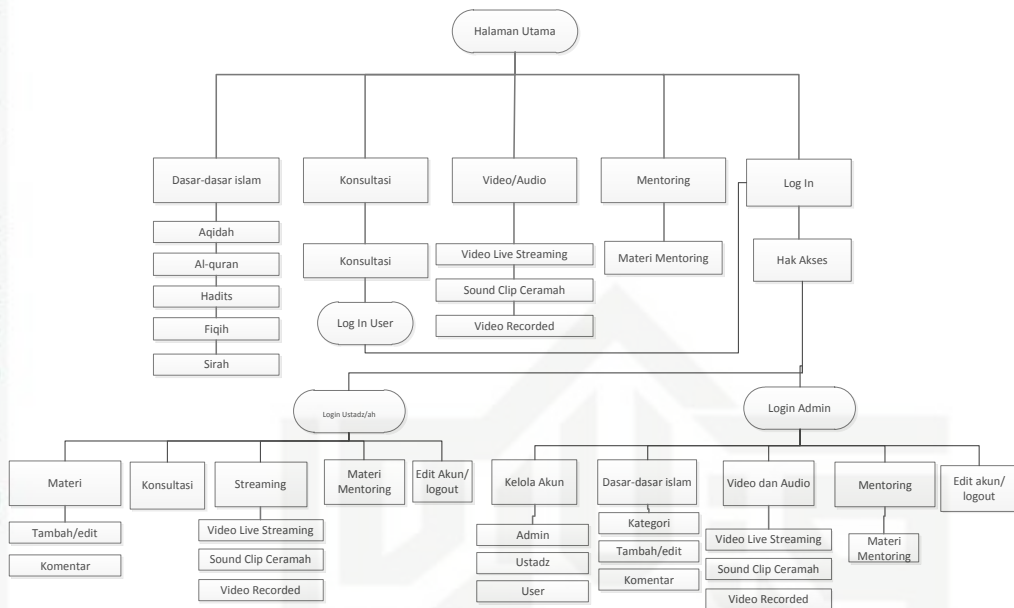 Halaman Utama
Dasar-dasar islam
Konsultasi
Video/Audio
Mentoring
Log In
Aqidah
Al-quran
Hadits
Fiqih
Sirah
Konsultasi
Log In User
Video Live Streaming
Sound Clip Ceramah
Video Recorded
Materi Mentoring
Hak Akses
Login Ustadz/ah
Login Admin
Materi
Tambah/edit
Komentar
Konsultasi
Streaming
Video Live Streaming
Sound Clip Ceramah
Video Recorded
Materi
Mentoring
Edit Akun/
logout
Kelola Akun
Admin
Ustadz
User
Dasar-dasar islam
Kategori
Tambah/edit
Komentar
Video dan Audio
Video Live Streaming
Sound Clip Ceramah
Video Recorded
Mentoring
Materi
Mentoring
Edit akun/
logout